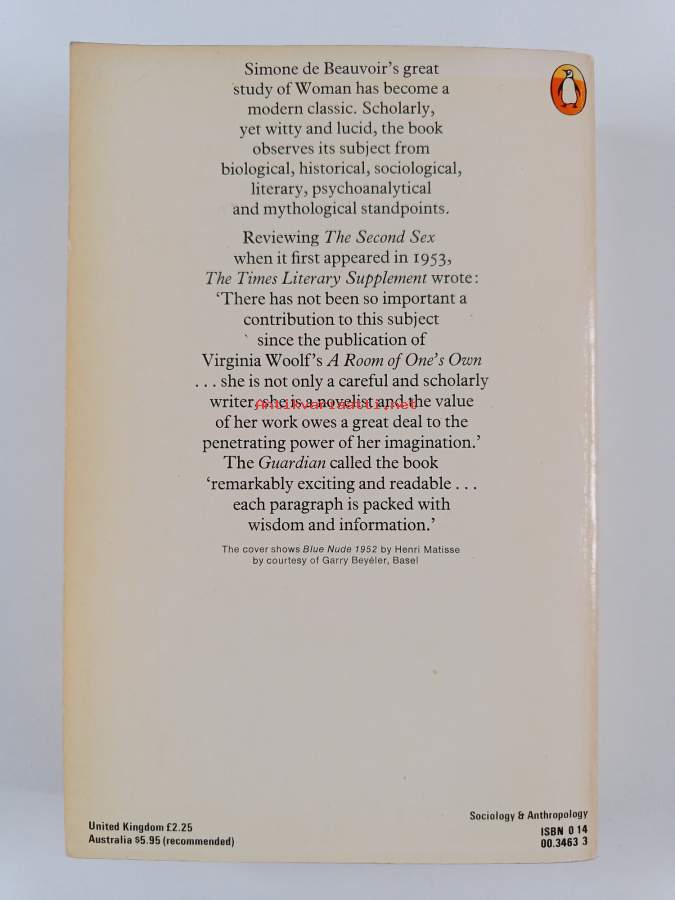 Simone de Beauvoir's great
study of Woman has become a
modern classic. Scholarly,
yet witty and lucid, the book
observes its subject from
biological, historical, sociological,
literary, psychoanalytical
and mythological standpoints.
Reviewing The Second Sex
when it first appeared in 1953,
The Times Literary Supplement wrote:
‘There has not been so important a
contribution to this subject
since the publication of
Virginia Woolf's A Room of One's Own
. . . she is not only a careful and scholarly
writer, she is a novelist and the value
Antikvariaatti.net
of her work owes a great deal to the
penetrating power of her imagination.’
The Guardian called the book
‘remarkably exciting and readable . . .
each paragraph is packed with
wisdom and information.’
The cover shows Blue Nude 1952 by Henri Matisse
by courtesy of Garry Beyéler, Basel
United Kingdom £2.25
Australia $5.95 (recommended)
Sociology & Anthropology
ISBN 0 14
00.3463 3